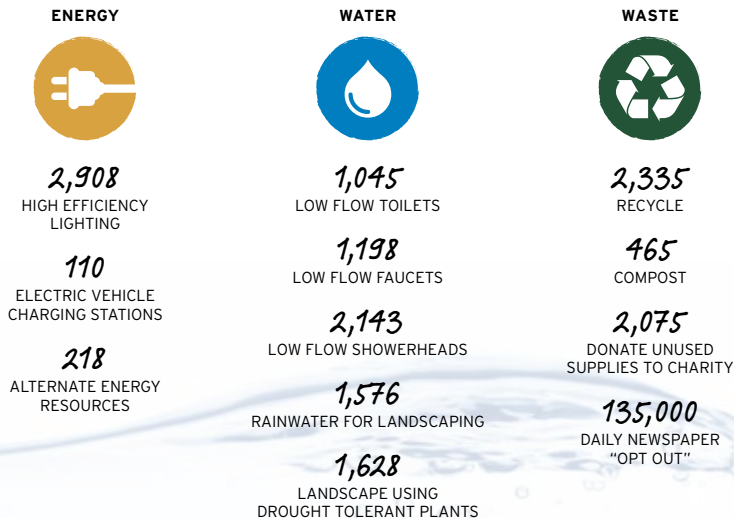 ENERGY
2,908
HIGH EFFICIENCY
LIGHTING
110
ELECTRIC VEHICLE
CHARGING STATIONS
218
ALTERNATE ENERGY
RESOURCES
WATER
1,045
LOW FLOW TOILETS
1,198
LOW FLOW FAUCETS
2,143
LOW FLOW SHOWERHEADS
1,576
RAINWATER FOR LANDSCAPING
1,628
LANDSCAPE USING
DROUGHT TOLERANT PLANTS
WASTE
2,335
RECYCLE
465
COMPOST
2,075
DONATE UNUSED
SUPPLIES TO CHARITY
135,000
DAILY NEWSPAPER
“OPT OUT”